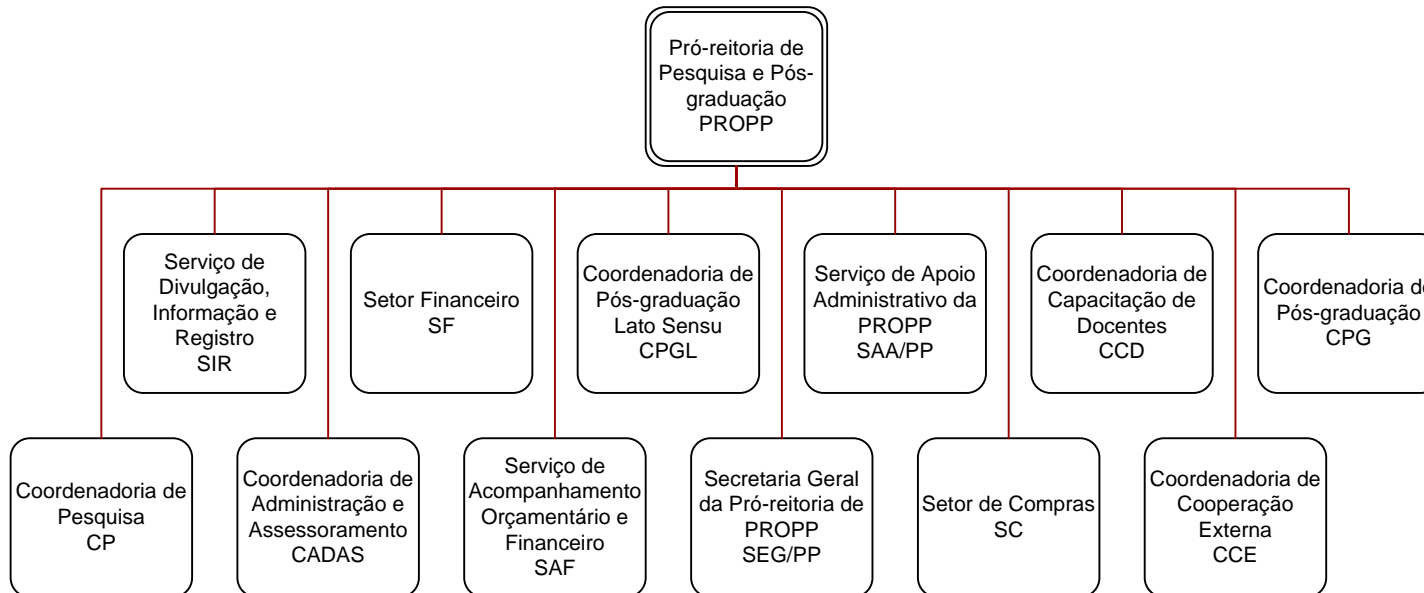 Pró-reitoria de
Pesquisa e Pós-
graduação
PROPP
Serviço de
Divulgação,
Informação e
Registro
SIR
Setor Financeiro
SF
Coordenadoria de
Pós-graduação
Lato Sensu
CPGL
Serviço de Apoio
Administrativo da
PROPP
SAA/PP
Coordenadoria de
Capacitação de
Docentes
CCD
Coordenadoria de
Pós-graduação
CPG
Coordenadoria de
Pesquisa
CP
Coordenadoria de
Administração e
Assessoramento
CADAS
Serviço de
Acompanhamento
Orçamentário e
Financeiro
SAF
Secretaria Geral
da Pró-reitoria de
PROPP
SEG/PP
Setor de Compras
SC
Coordenadoria de
Cooperação
Externa
CCE